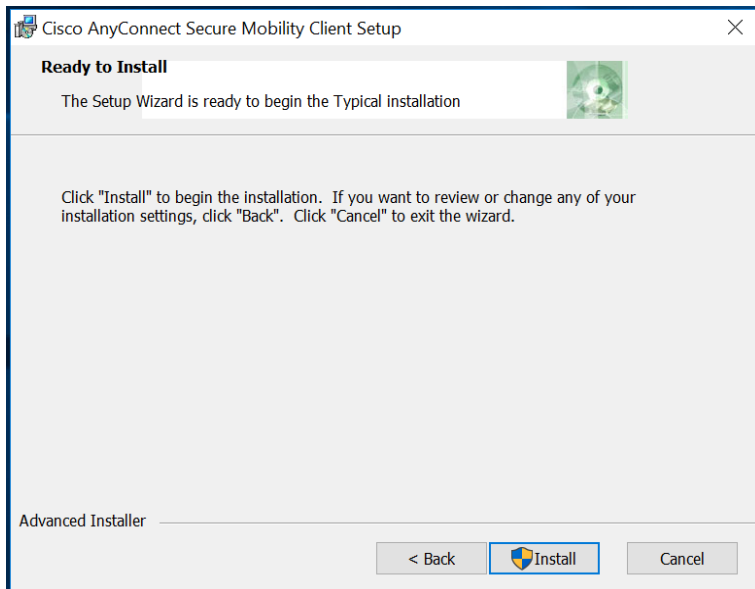 Cisco AnyConnect Secure Mobility Client Setup
Ready to Install
The Setup Wizard is ready to begin the Typical installation
Click "Install" to begin the installation.  If you want to review or change any of your
installation settings, click "Back".  Click "Cancel" to exit the wizard.
Advanced Installer
< Back
Install
Cancel